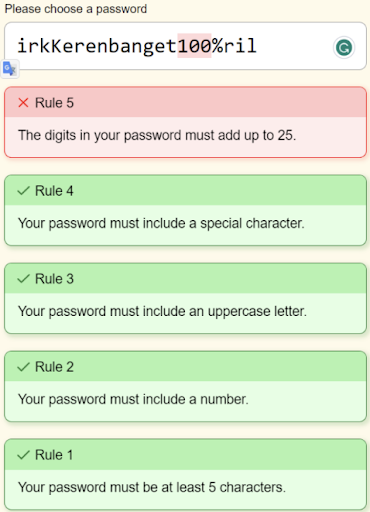 Please choose a password
irkKerenbanget100%ril
Rule 5
The digits in your password must add up to 25.
Rule 4
Your password must include a special character.
Rule 3
Your password must include an uppercase letter.
Rule 2
Your password must include a number.
Rule 1
Your password must be at least 5 characters.